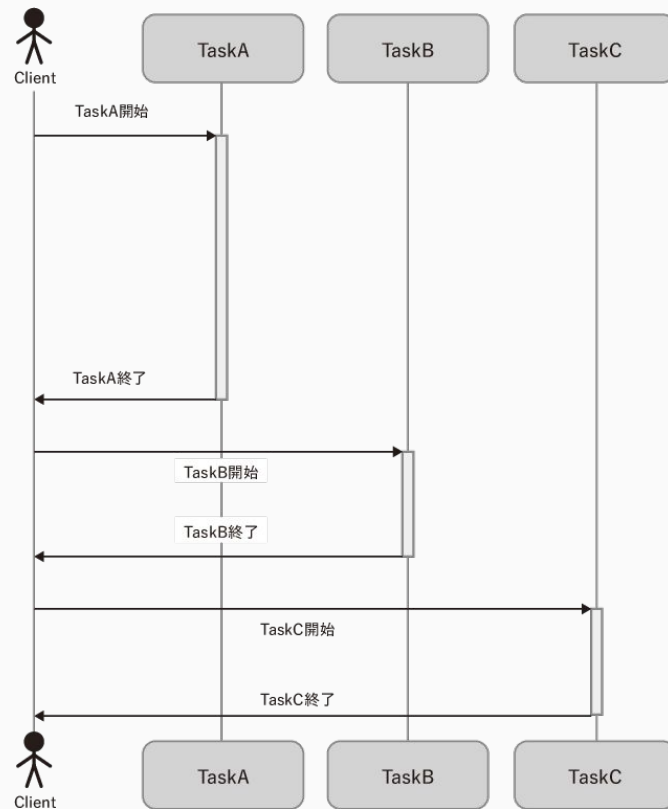 Client
TaskA
TaskB
TaskC
TaskA開始
TaskA終了
TaskB開始
TaskB終了
TaskC開始
TaskC終了
Client
TaskA
TaskB
TaskC